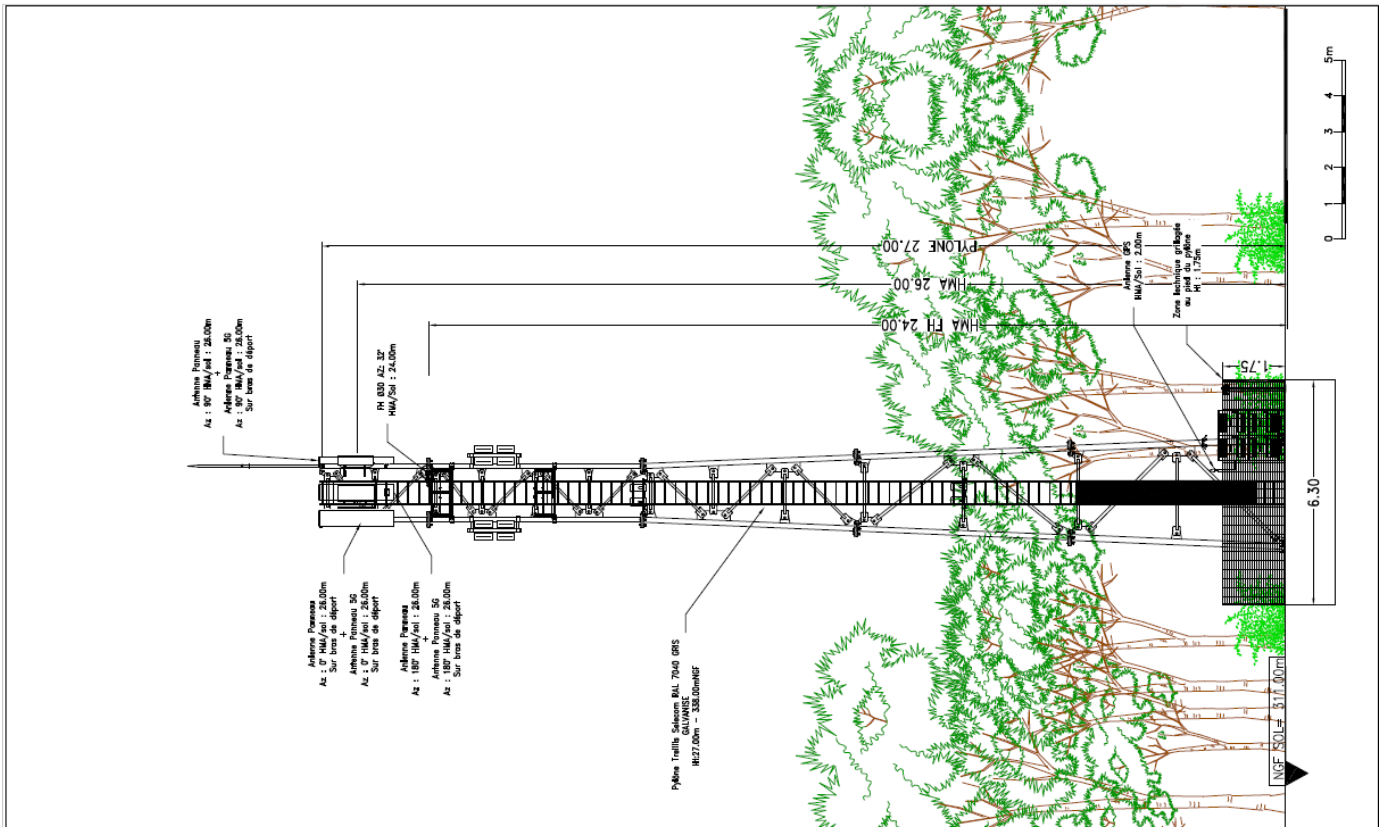 Antenne Panneau
Az : 90° HMA/sol : 26.00m
+
Antenne Panneau 5G
Az : 90° HMA/sol : 26.00m
Sur bras de déport
FH Ø30 AZ: 32°
HMA/Sol : 24.00m
PYLONE 27.00
HMA 26.00
HMA FH 24.00
Antenne GPS
HMA/Sol : 2.00m
Zone technique grillagée
au pied du pylône
Ht : 1.75m
1.75
6.30
Antenne Panneau
Az : 0° HMA/sol : 26.00m
Sur bras de déport
+
Antenne Panneau 5G
Az : 0° HMA/sol : 26.00m
Sur bras de déport
Antenne Panneau
Az : 180° HMA/sol : 26.00m
+
Antenne Panneau 5G
Az : 180° HMA/sol : 26.00m
Sur bras de déport
Pylône Treillis Selecom RAL 7040 GRIS
GALVANISE
Ht:27.00m - 338.00mNGF
NGF SOL= 311.00m
0 1 2 3 4 5m